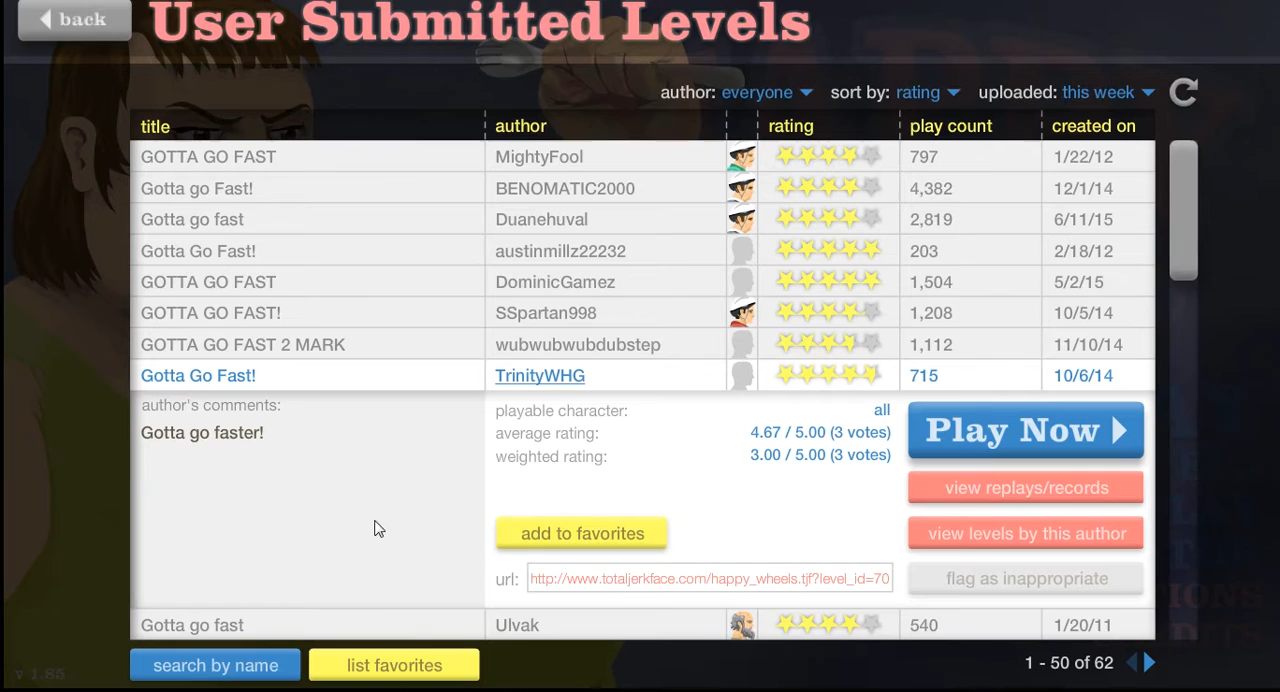 back
User Submitted Levels
author: everyone sort by: rating uploaded: this week
title author rating play count created on
GOTTA GO FAST MightyFool 797 1/22/12
Gotta go Fast! BENOMATIC2000 4,382 12/1/14
Gotta go fast Duanehuval 2,819 6/11/15
Gotta Go Fast! austinmillz22232 203 2/18/12
GOTTA GO FAST DominicGamez 1,504 5/2/15
GOTTA GO FAST! SSpartan998 1,208 10/5/14
GOTTA GO FAST 2 MARK wubwubwubdubstep 1,112 11/10/14
Gotta Go Fast! TrinityWHG 715 10/6/14
author's comments:
Gotta go faster!
playable character: all
average rating: 4.67 / 5.00 (3 votes)
weighted rating: 3.00 / 5.00 (3 votes)
Play Now
view replays/records
add to favorites
view levels by this author
url: http://www.totaljerkface.com/happy_wheels.tjf?level_id=70
flag as inappropriate
Gotta go fast Ulvak 540 1/20/11
search by name list favorites 1 - 50 of 62
v 1.85